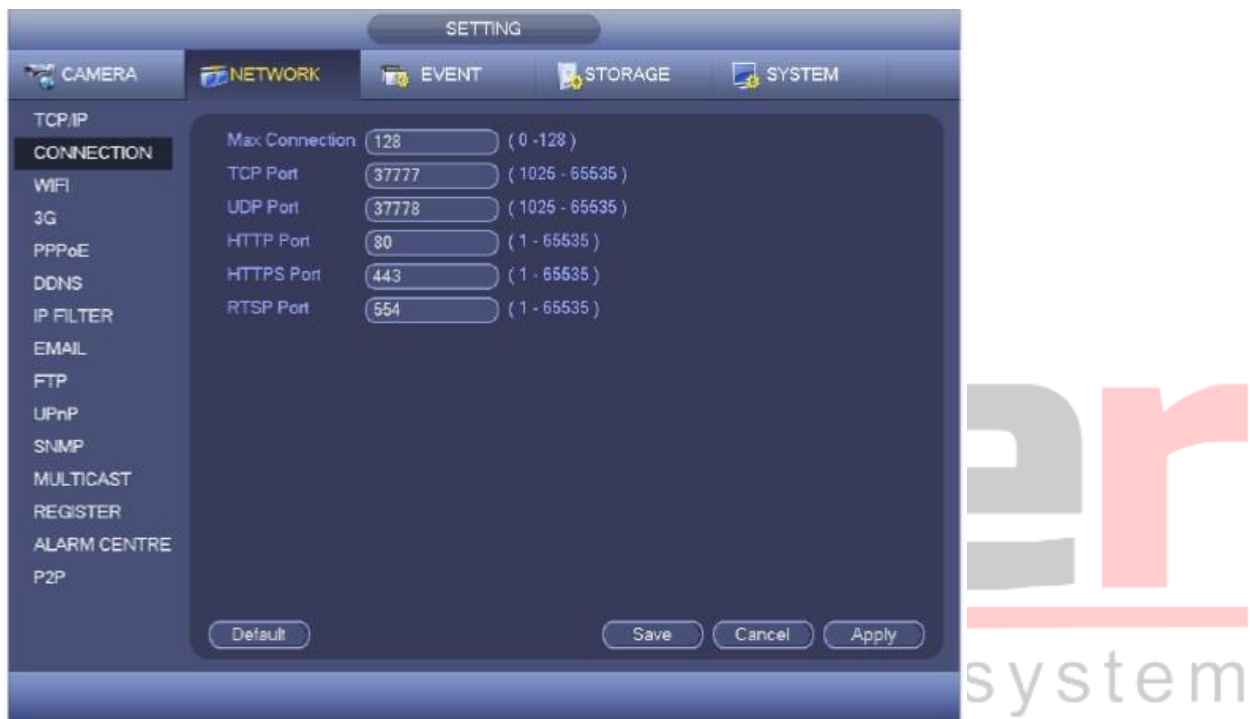 SETTING
CAMERA NETWORK EVENT STORAGE SYSTEM
TCP/IP
CONNECTION
WIFI
3G
PPPoE
DDNS
IP FILTER
EMAIL
FTP
UPnP
SNMP
MULTICAST
REGISTER
ALARM CENTRE
P2P
Max Connection 128 ( 0 -128 )
TCP Port 37777 ( 1025 - 65535 )
UDP Port 37778 ( 1025 - 65535 )
HTTP Port 80 ( 1 - 65535 )
HTTPS Port 443 ( 1 - 65535 )
RTSP Port 554 ( 1 - 65535 )
Default Save Cancel Apply
er
system